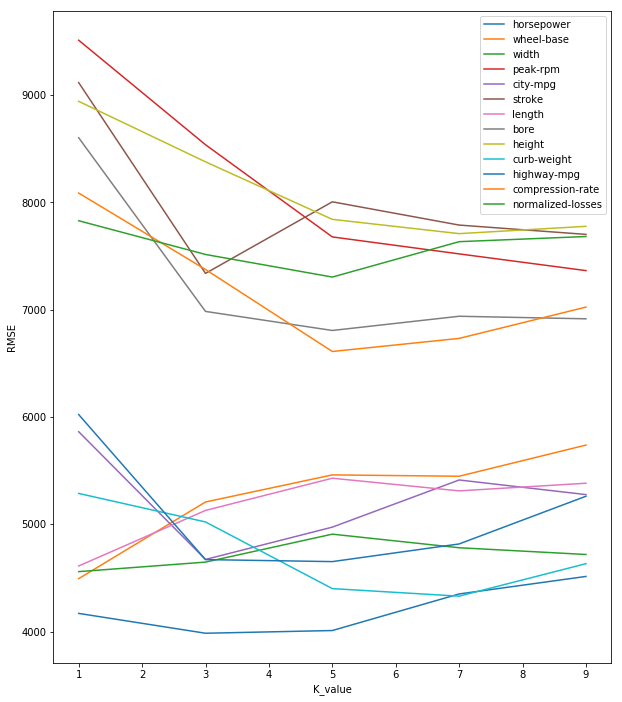 horsepower
wheel-base
width
peak-rpm
city-mpg
stroke
length
bore
height
curb-weight
highway-mpg
compression-rate
normalized-losses
9000
8000
7000
6000
5000
4000
RMSE
1 2 3 4 5 6 7 8 9
K_value